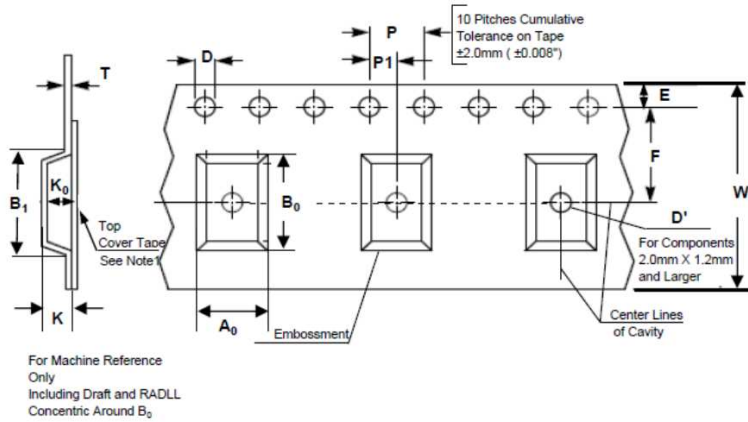 10 Pitches Cumulative
Tolerance on Tape
±2.0mm ( ±0.008")
P
P1
D
T
E
F
W
B1
K0
B0
Top
Cover Tape
See Note1
D'
For Components
2.0mm X 1.2mm
and Larger
K
A0
Embossment
Center Lines
of Cavity
For Machine Reference
Only
Including Draft and RADLL
Concentric Around B0